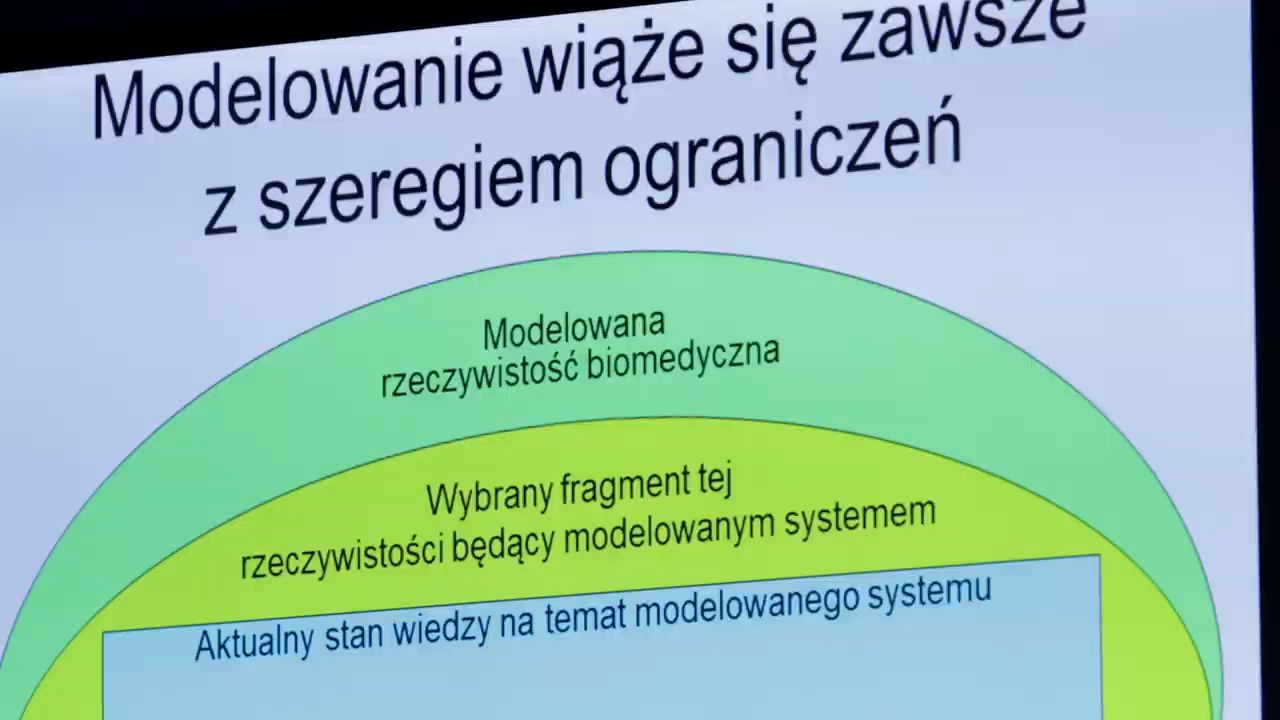 Modelowanie wiąże się zawsze
z szeregiem ograniczeń
Modelowana
rzeczywistość biomedyczna
Wybrany fragment tej
rzeczywistości będący modelowanym systemem
Aktualny stan wiedzy na temat modelowanego systemu